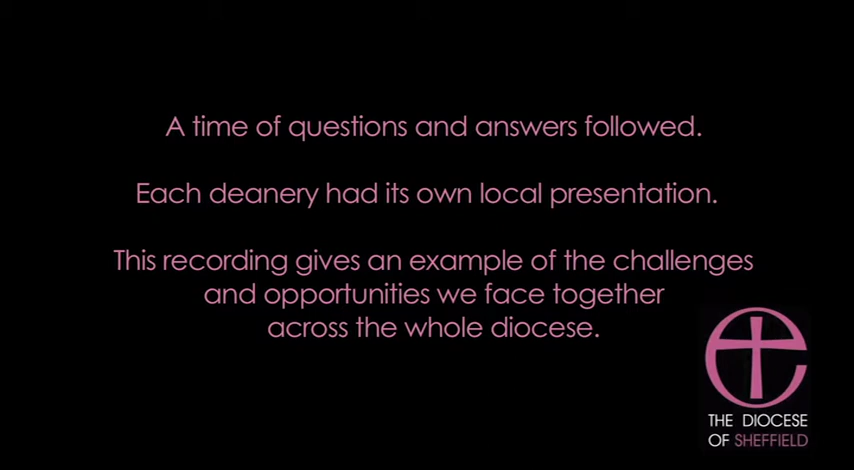 A time of questions and answers followed.
Each deanery had its own local presentation.
This recording gives an example of the challenges
and opportunities we face together
across the whole diocese.
THE DIOCESE
OF SHEFFIELD